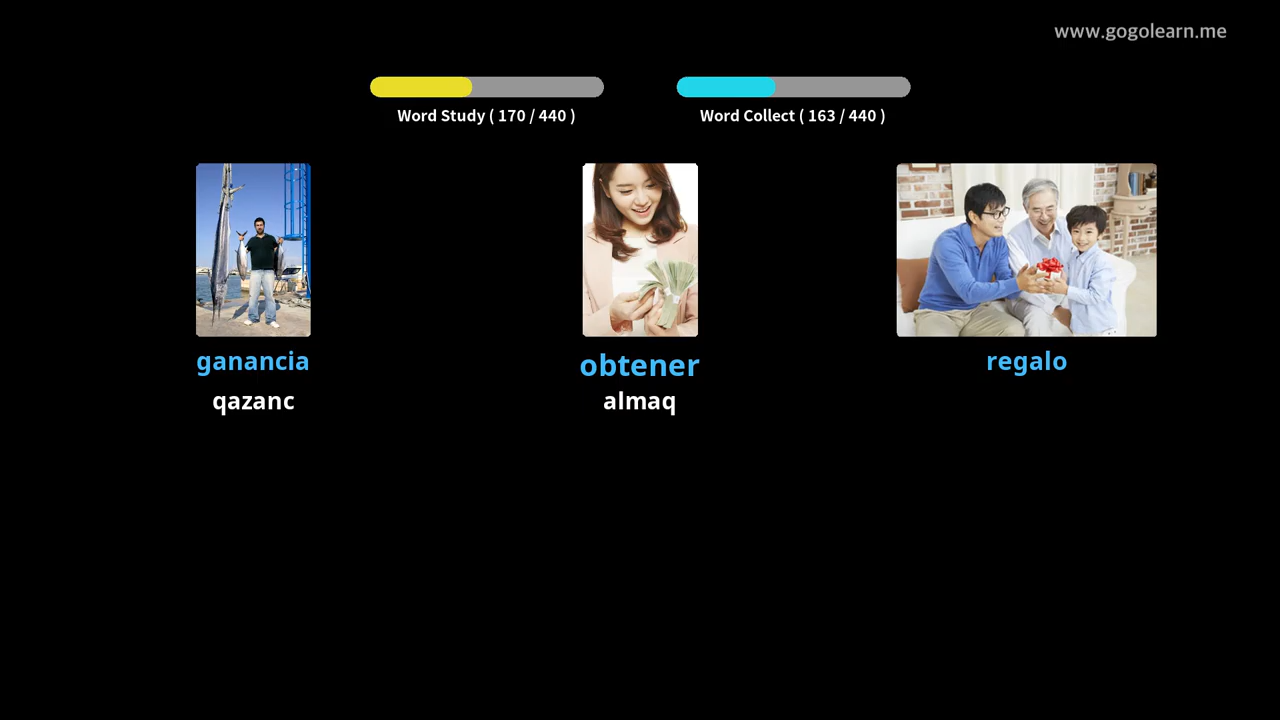 www.gogolearn.me
Word Study ( 170 / 440 )
Word Collect ( 163 / 440 )
ganancia
obtener
regalo
qazanc
almaq